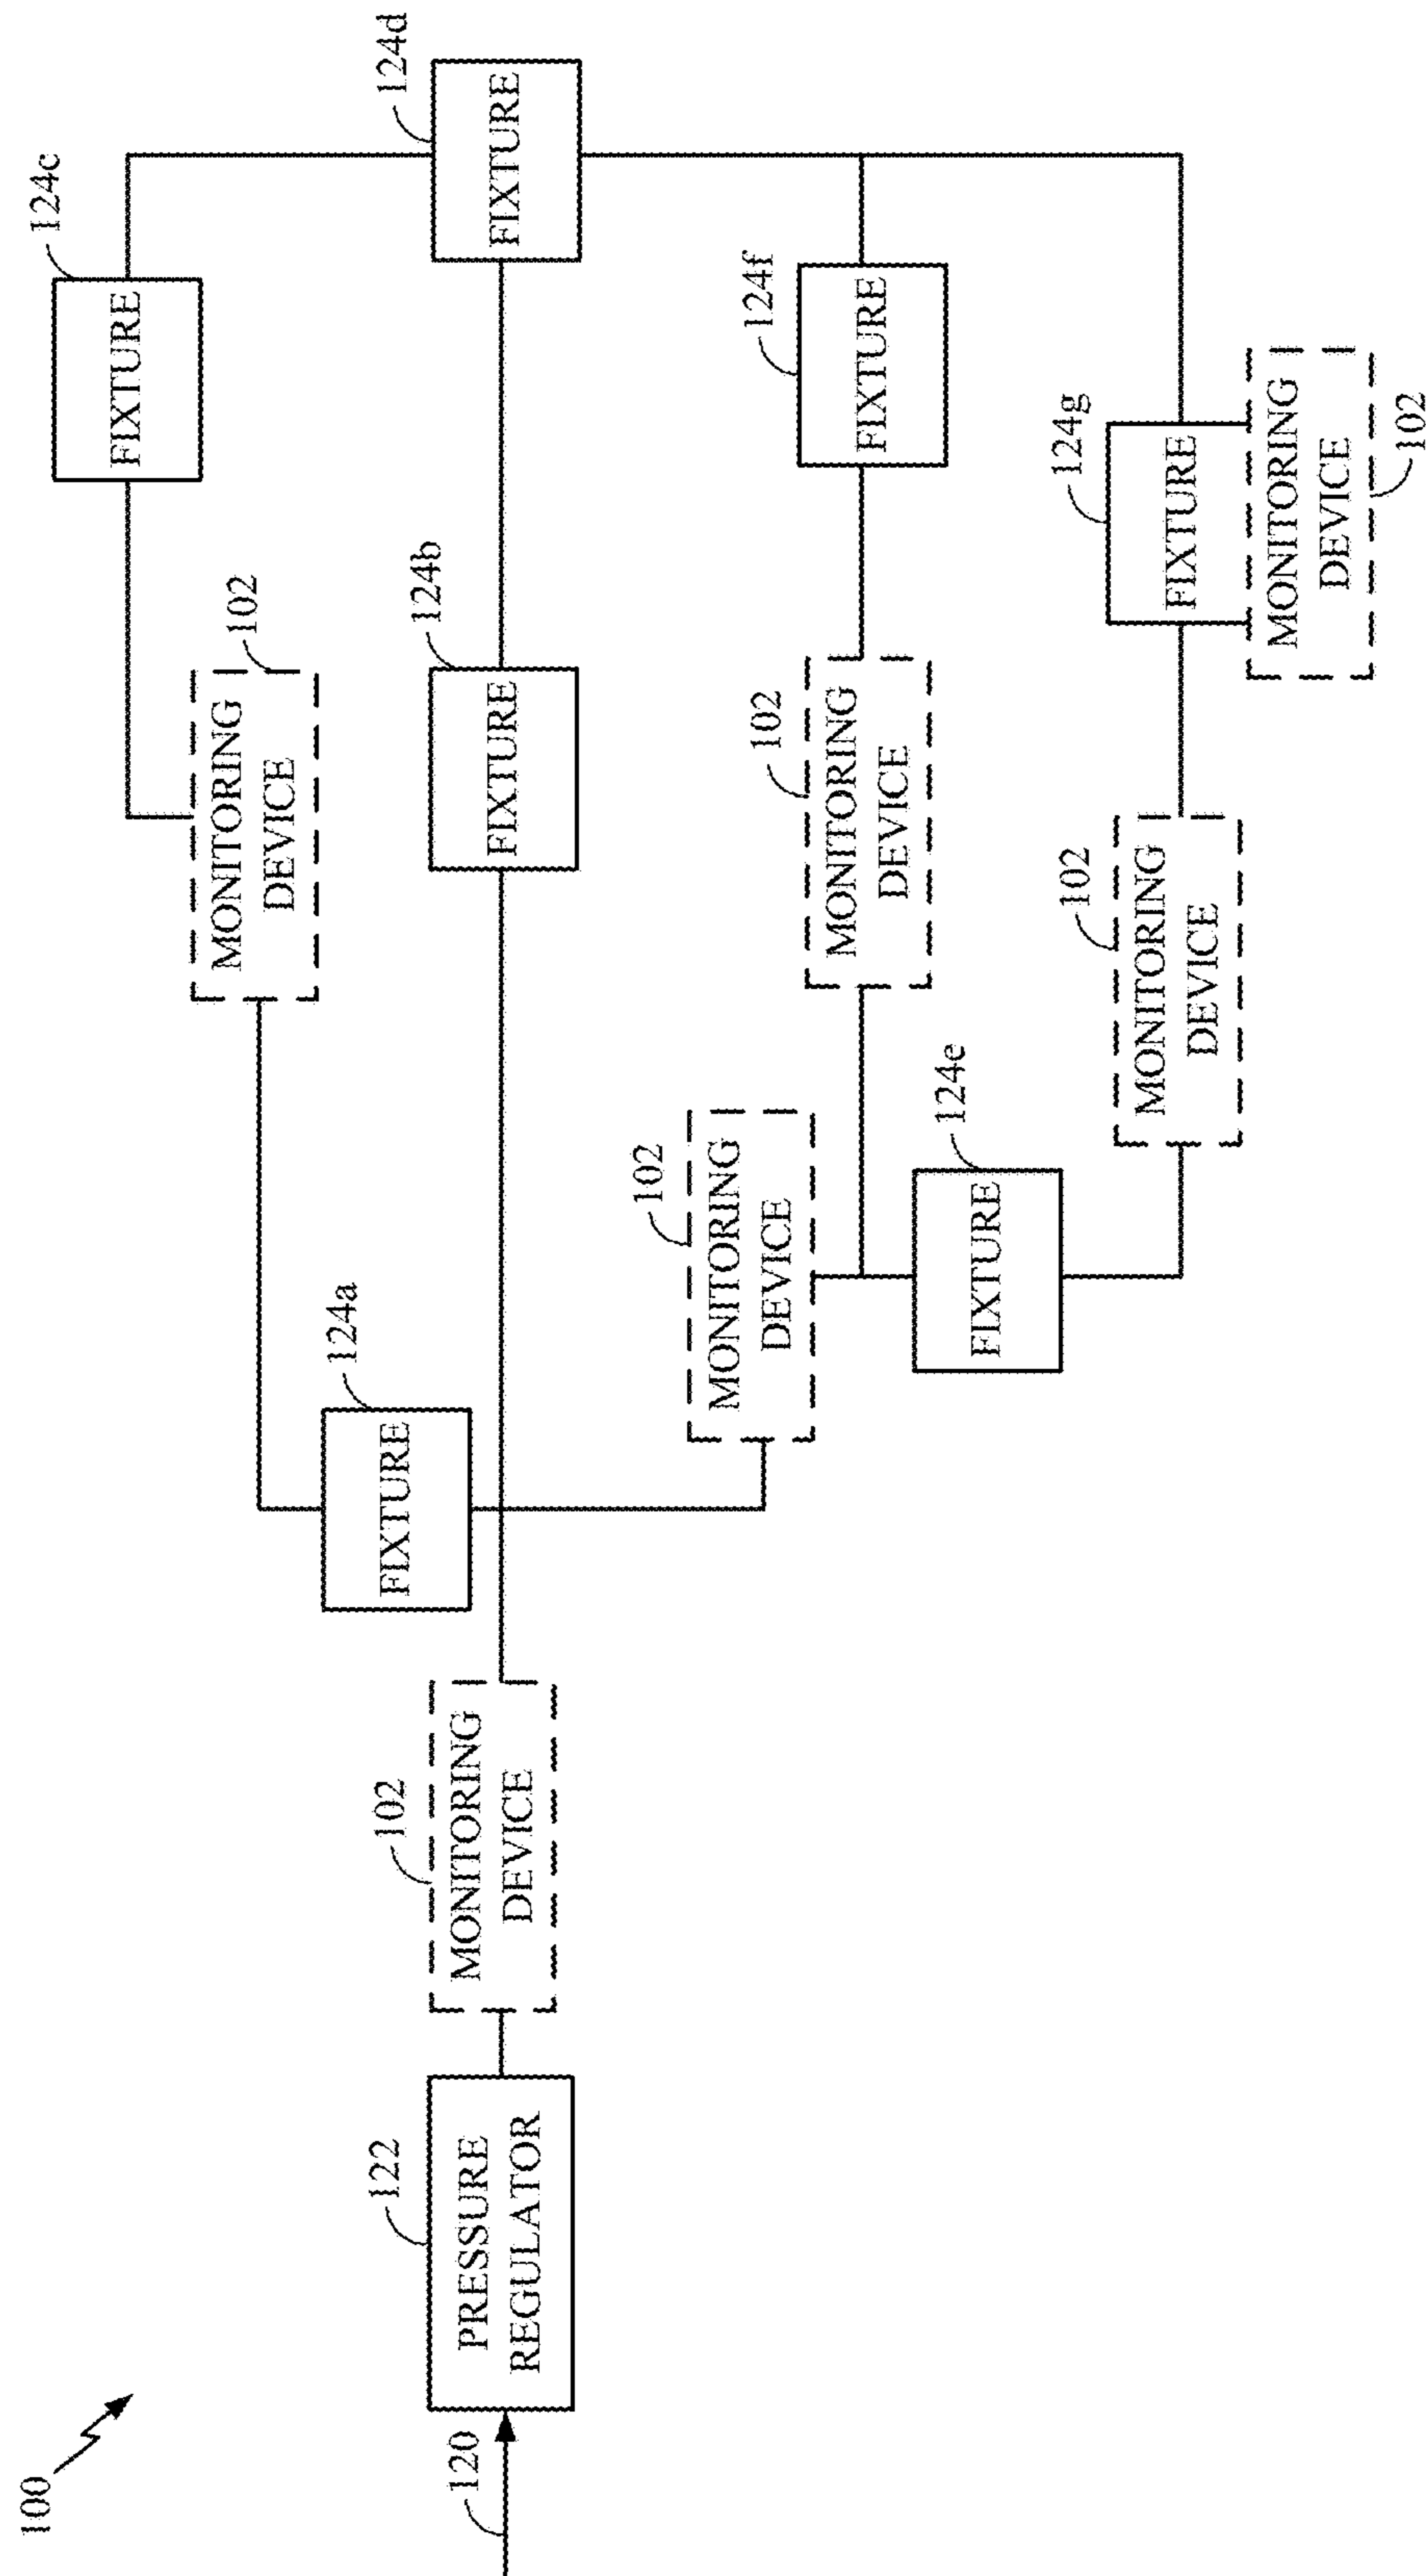 100
120
122
PRESSURE
REGULATOR
102
MONITORING
DEVICE
124a
FIXTURE
102
MONITORING
DEVICE
124c
FIXTURE
124b
FIXTURE
124d
FIXTURE
102
MONITORING
DEVICE
124e
FIXTURE
102
MONITORING
DEVICE
124f
FIXTURE
102
MONITORING
DEVICE
124g
FIXTURE
MONITORING
DEVICE
102